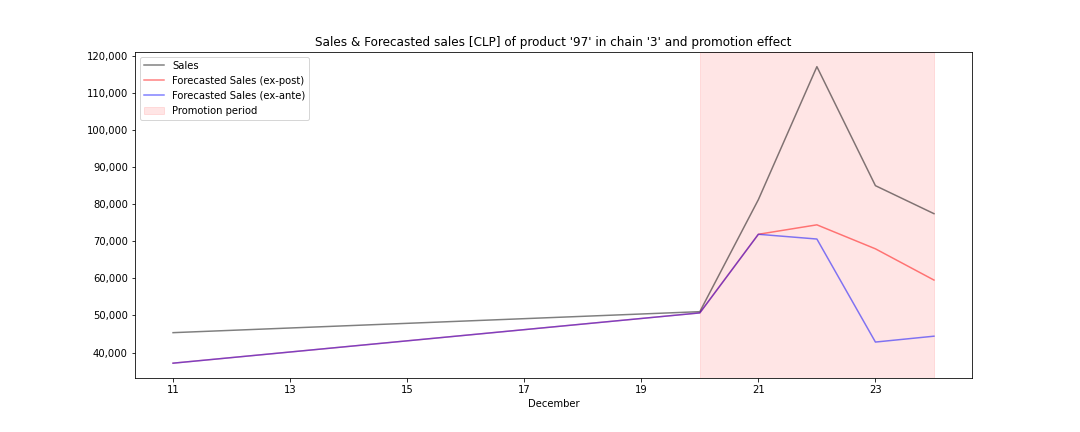 Sales & Forecasted sales [CLP] of product '97' in chain '3' and promotion effect
120,000
110,000
100,000
90,000
80,000
70,000
60,000
50,000
40,000
Sales
Forecasted Sales (ex-post)
Forecasted Sales (ex-ante)
Promotion period
11 13 15 17 19 21 23
December